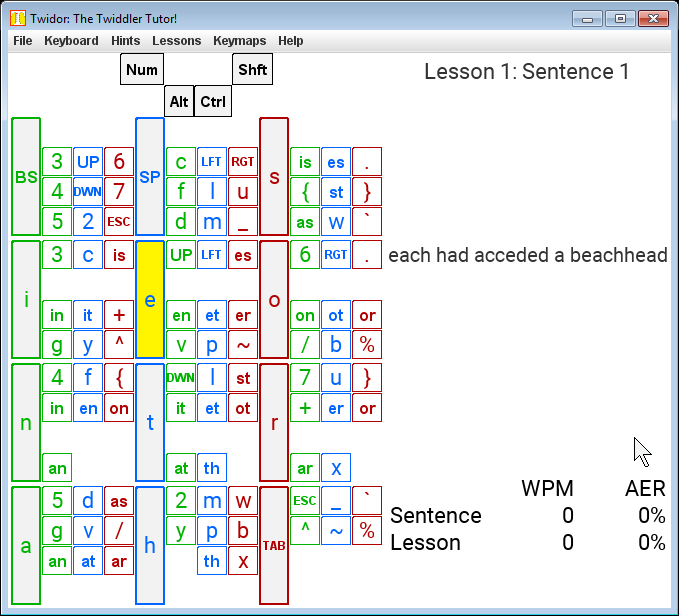 Twidor: The Twiddler Tutor!
File Keyboard Hints Lessons Keymaps Help
Num Shft Lesson 1: Sentence 1
Alt Ctrl
BS 3 UP 6 SP c LFT RGT s is es .
4 DWN 7 f l u { st }
5 2 ESC d m _ as w `
i 3 c is e UP LFT es o 6 RGT . each had acceded a beachhead
in it + en et er on ot or
g y ^ v p ~ / b %
n 4 f { t DWN l st r 7 u }
in en on it et ot + er or
an at th ar x
a 5 d as h 2 m w TAB ESC _ `
g v / y p b ^ ~ %
an at ar th x
WPM AER
Sentence 0 0%
Lesson 0 0%